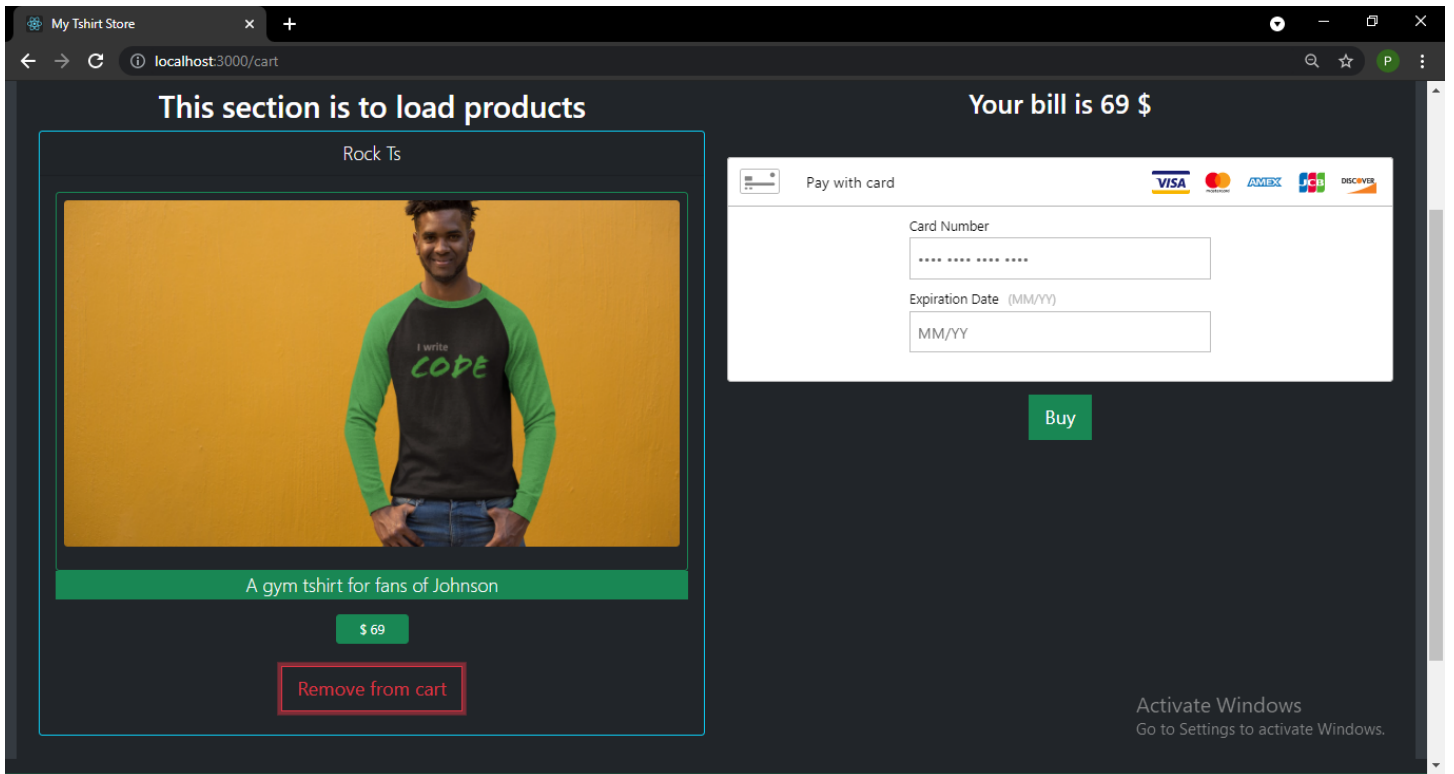 My Tshirt Store
localhost:3000/cart
P
This section is to load products
Rock Ts
I write
CODE
A gym tshirt for fans of Johnson
$ 69
Remove from cart
Your bill is 69 $
Pay with card
VISA
mastercard
AMEX
JCB
DISCOVER
Card Number
•••• •••• •••• ••••
Expiration Date (MM/YY)
MM/YY
Buy
Activate Windows
Go to Settings to activate Windows.